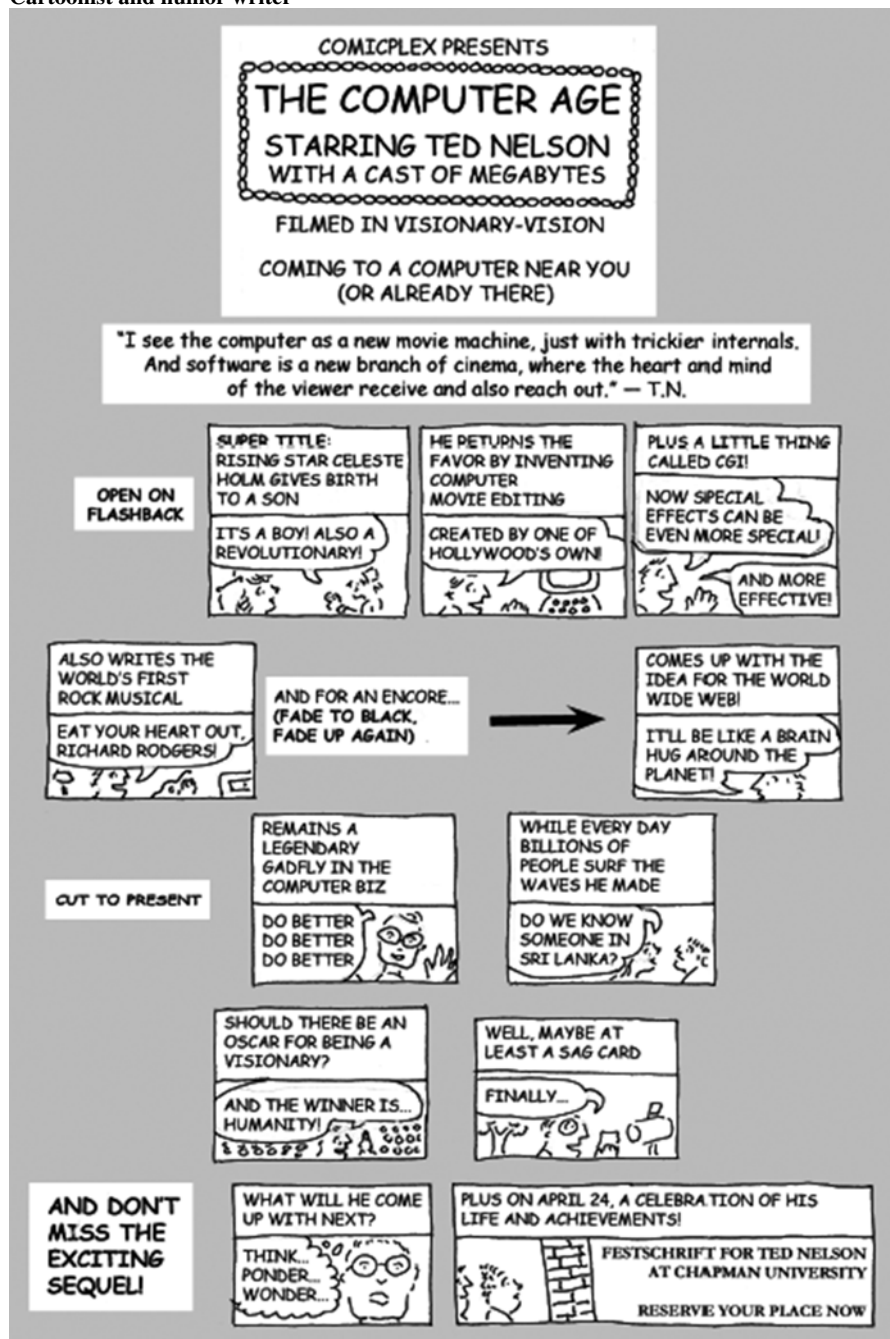 Cartoonist and humor writer
COMICPLEX PRESENTS
THE COMPUTER AGE
STARRING TED NELSON
WITH A CAST OF MEGABYTES
FILMED IN VISIONARY-VISION
COMING TO A COMPUTER NEAR YOU
(OR ALREADY THERE)
"I see the computer as a new movie machine, just with trickier internals.
And software is a new branch of cinema, where the heart and mind
of the viewer receive and also reach out." — T.N.
OPEN ON
FLASHBACK
SUPER TITLE:
RISING STAR CELESTE
HOLM GIVES BIRTH
TO A SON
IT'S A BOY! ALSO A
REVOLUTIONARY!
HE RETURNS THE
FAVOR BY INVENTING
COMPUTER
MOVIE EDITING
CREATED BY ONE OF
HOLLYWOOD'S OWN!
PLUS A LITTLE THING
CALLED CGI!
NOW SPECIAL
EFFECTS CAN BE
EVEN MORE SPECIAL!
AND MORE
EFFECTIVE!
ALSO WRITES THE
WORLD'S FIRST
ROCK MUSICAL
EAT YOUR HEART OUT,
RICHARD RODGERS!
AND FOR AN ENCORE...
(FADE TO BLACK,
FADE UP AGAIN)
COMES UP WITH THE
IDEA FOR THE WORLD
WIDE WEB!
IT'LL BE LIKE A BRAIN
HUG AROUND THE
PLANET!
CUT TO PRESENT
REMAINS A
LEGENDARY
GADFLY IN THE
COMPUTER BIZ
DO BETTER
DO BETTER
DO BETTER
WHILE EVERY DAY
BILLIONS OF
PEOPLE SURF THE
WAVES HE MADE
DO WE KNOW
SOMEONE IN
SRI LANKA?
SHOULD THERE BE AN
OSCAR FOR BEING A
VISIONARY?
AND THE WINNER IS...
HUMANITY!
WELL, MAYBE AT
LEAST A SAG CARD
FINALLY...
AND DON'T
MISS THE
EXCITING
SEQUEL!
WHAT WILL HE COME
UP WITH NEXT?
THINK...
PONDER...
WONDER...
PLUS ON APRIL 24, A CELEBRATION OF HIS
LIFE AND ACHIEVEMENTS!
FESTSCHRIFT FOR TED NELSON
AT CHAPMAN UNIVERSITY
RESERVE YOUR PLACE NOW